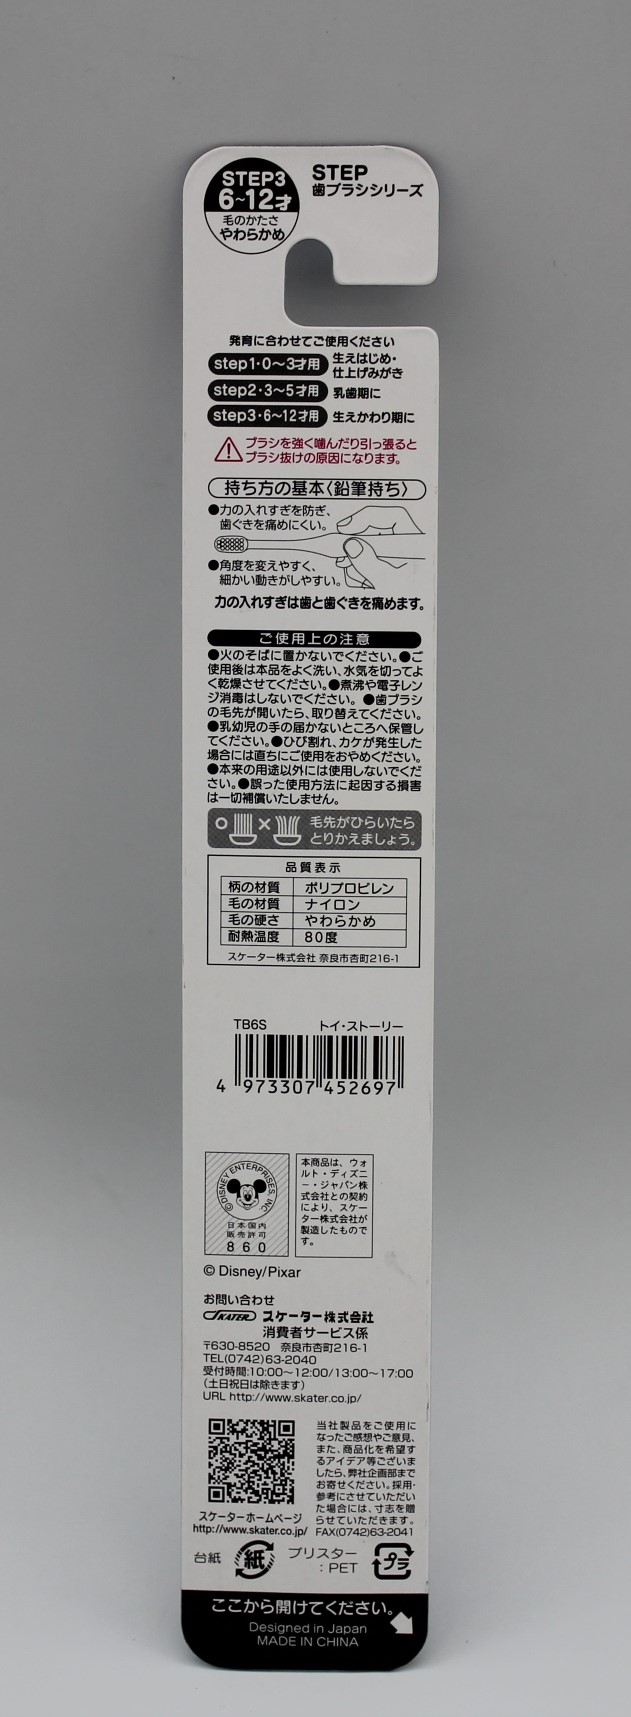 STEP3
6~12才
毛のかたさ
やわらかめ
STEP
歯ブラシシリーズ
発育に合わせてご使用ください
step1・0〜3才用 生えはじめ・
仕上げみがき
step2・3〜5才用 乳歯期に
step3・6〜12才用 生えかわり期に
ブラシを強く噛んだり引っ張ると
ブラシ抜けの原因になります。
持ち方の基本〈鉛筆持ち〉
●力の入れすぎを防ぎ、
歯ぐきを痛めにくい。
●角度を変えやすく、
細かい動きがしやすい。
力の入れすぎは歯と歯ぐきを痛めます。
ご使用上の注意
●火のそばに置かないでください。●ご
使用後は本品をよく洗い、水気を切ってよ
く乾燥させてください。●煮沸や電子レン
ジ消毒はしないでください。●歯ブラシ
の毛先が開いたら、取り替えてください。
●乳幼児の手の届かないところへ保管し
てください。●ひび割れ、カケが発生した
場合には直ちにご使用をおやめください。
●本来の用途以外には使用しないでくだ
さい。●誤った使用方法に起因する損害
は一切補償いたしません。
毛先がひらいたら
とりかえましょう。
品質表示
柄の材質 ポリプロピレン
毛の材質 ナイロン
毛の硬さ やわらかめ
耐熱温度 80度
スケーター株式会社 奈良市杏町216-1
TB6S トイ・ストーリー
4 973307 452697
©DISNEY ENTERPRISES, INC.
日本国内
販売許可
860
本商品は、ウォ
ルト・ディズニ
ー・ジャパン株
式会社との契約
により、スケー
ター株式会社が
製造したもので
す。
© Disney/Pixar
お問い合わせ
SKATER スケーター株式会社
消費者サービス係
〒630-8520 奈良市杏町216-1
TEL(0742)63-2040
受付時間:10:00〜12:00/13:00〜17:00
(土日祝日は除きます)
URL http://www.skater.co.jp/
スケーターホームページ
http://www.skater.co.jp/
当社製品をご使用に
なったご感想やご意見、
また、商品化を希望す
るアイデア等ございま
したら、弊社企画部まで
お寄せください。採用・
参考にさせていただい
た場合には、寸志を贈
らせていただきます。
FAX(0742)63-2041
台紙 紙 ブリスター
:PET プラ
ここから開けてください。
Designed in Japan
MADE IN CHINA